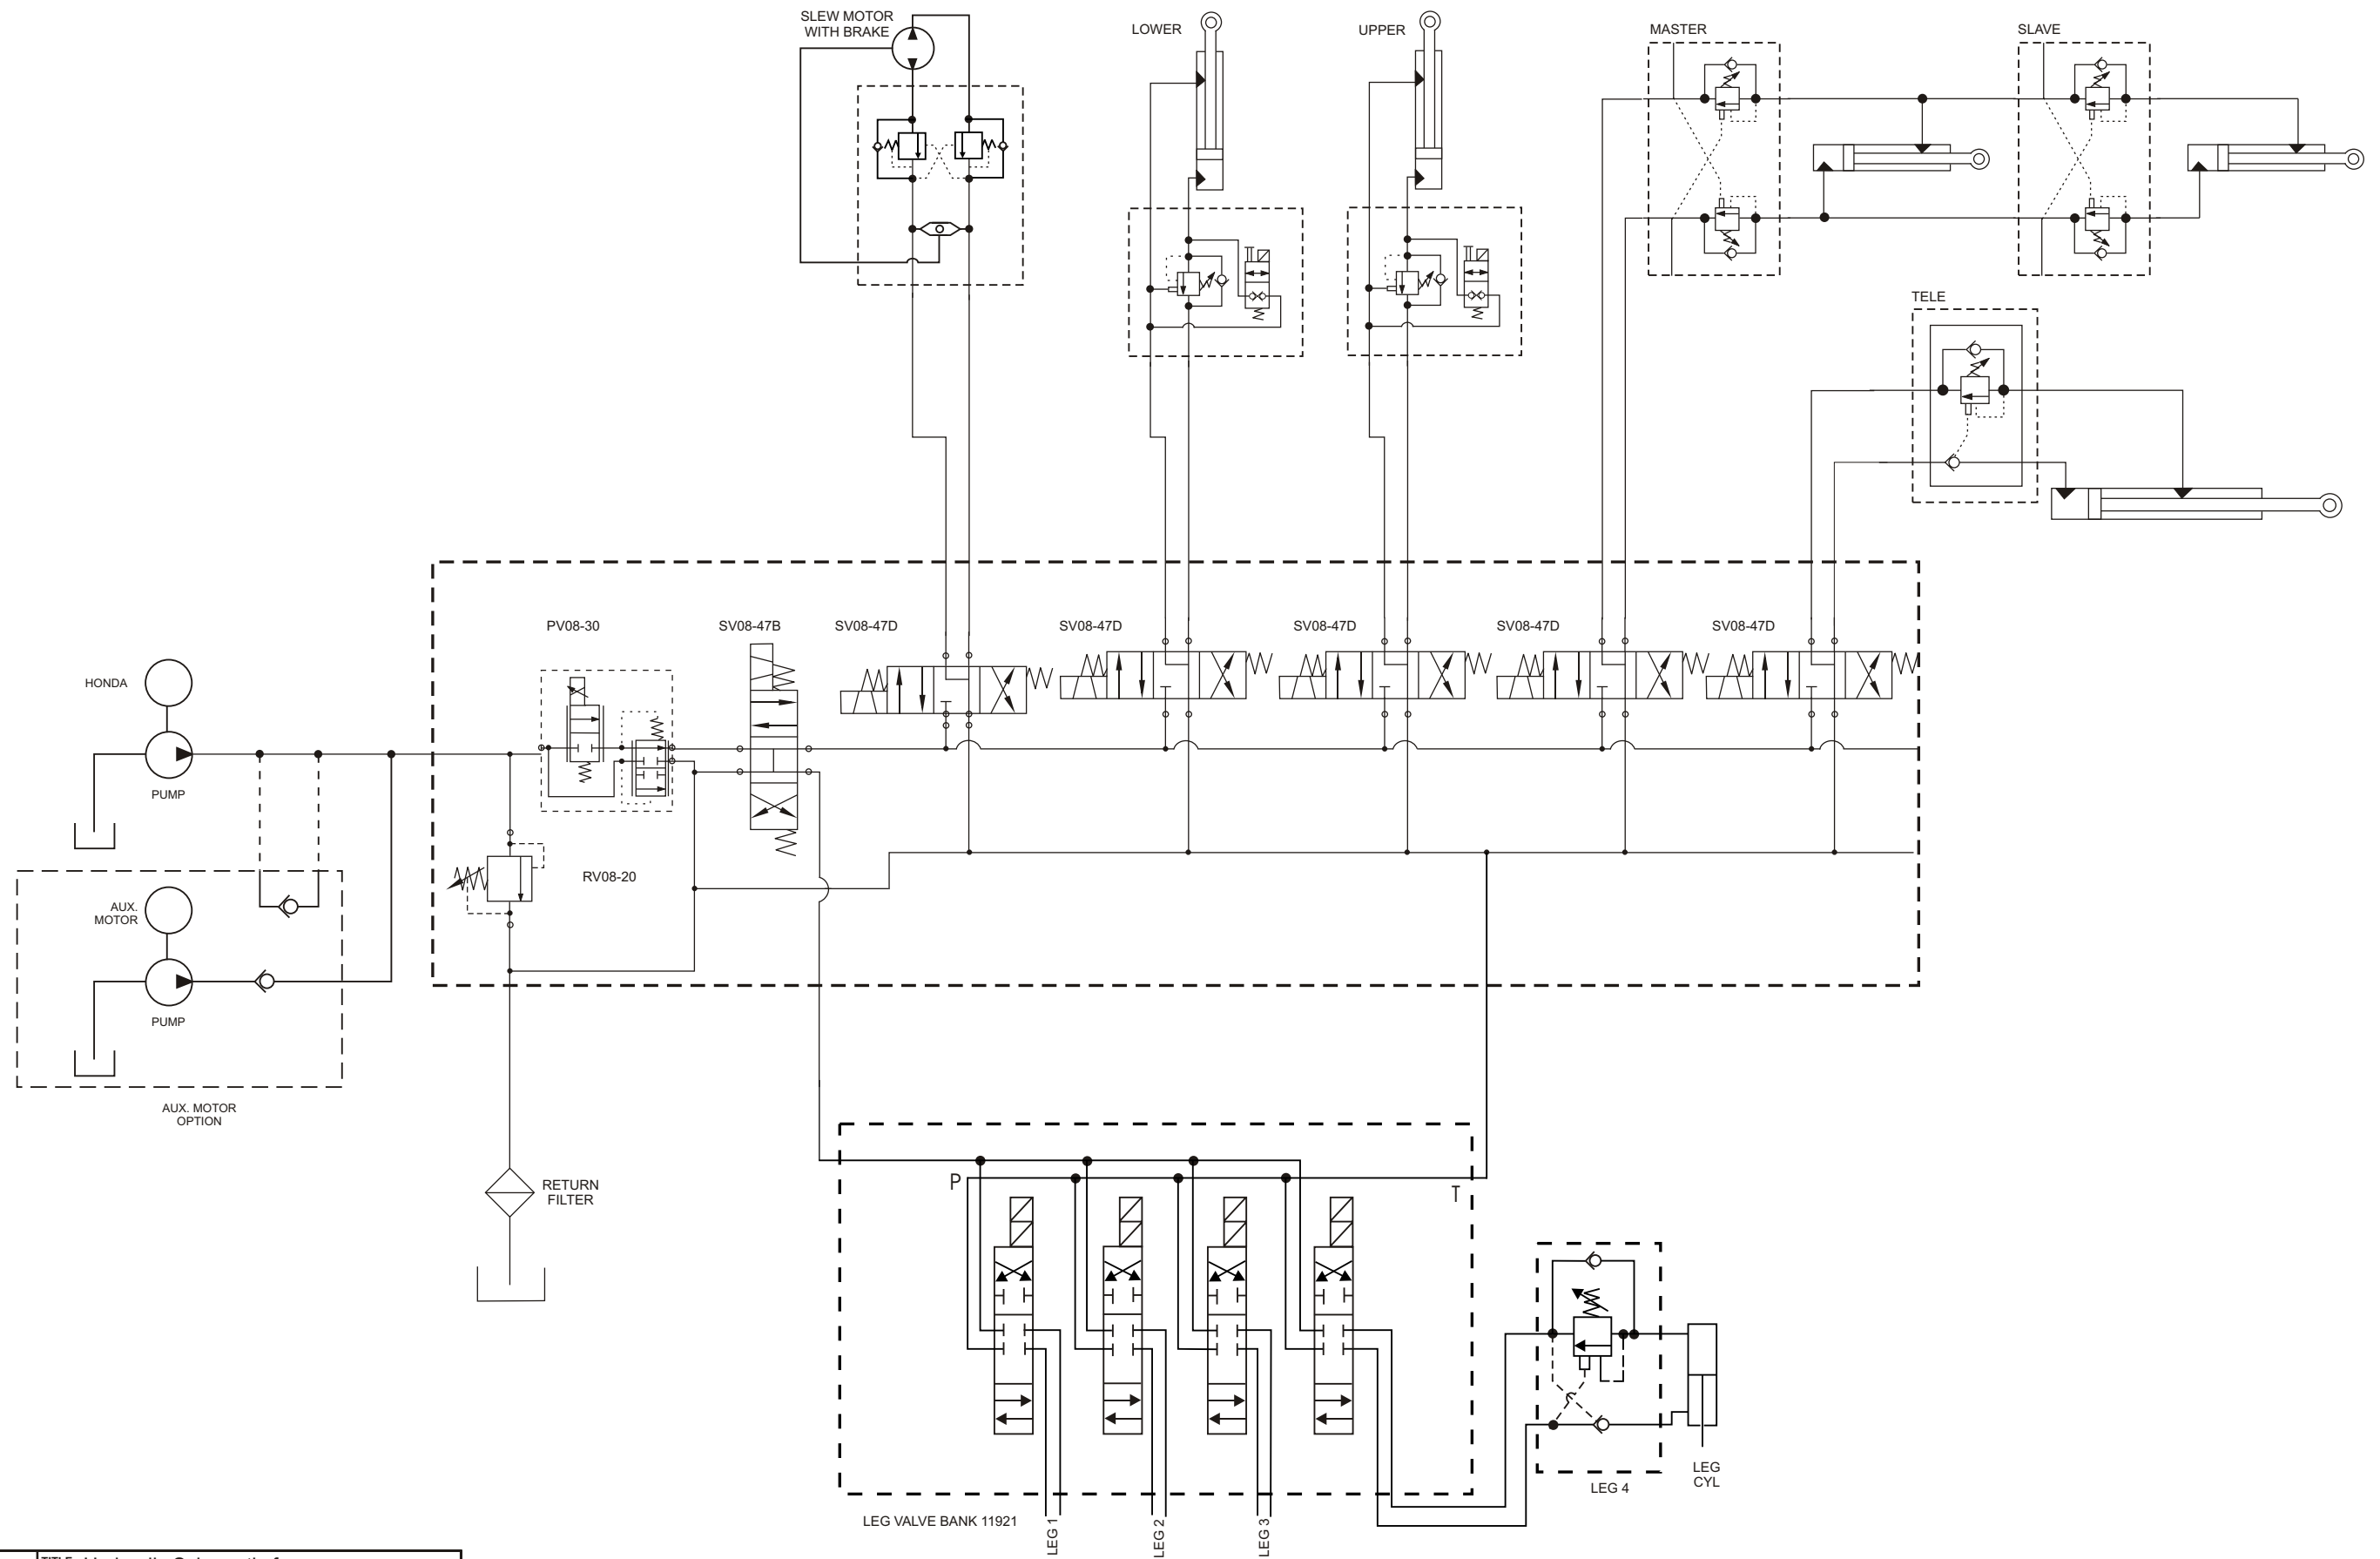 SLEW MOTOR
WITH BRAKE
LOWER
UPPER
MASTER
SLAVE
TELE
PV08-30
SV08-47B
SV08-47D
SV08-47D
SV08-47D
SV08-47D
SV08-47D
HONDA
PUMP
RV08-20
AUX.
MOTOR
PUMP
AUX. MOTOR
OPTION
RETURN
FILTER
P
T
LEG
CYL
LEG 4
LEG VALVE BANK 11921
LEG 1
LEG 2
LEG 3